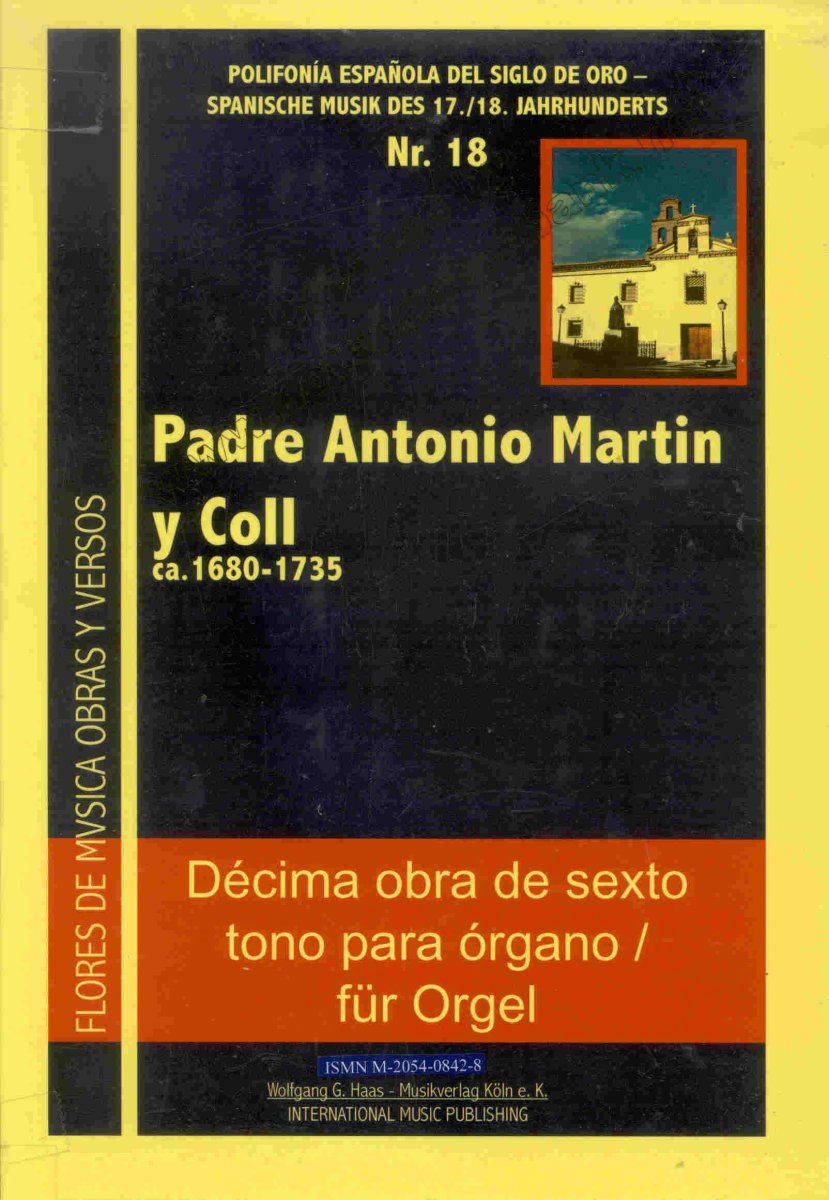 POLIFONÍA ESPAÑOLA DEL SIGLO DE ORO –
SPANISCHE MUSIK DES 17./18. JAHRHUNDERTS
Nr. 18
Padre Antonio Martin
y Coll
ca.1680-1735
FLORES DE MVSICA OBRAS Y VERSOS
Décima obra de sexto
tono para órgano /
für Orgel
ISMN M-2054-0842-8
Wolfgang G. Haas - Musikverlag Köln e. K.
INTERNATIONAL MUSIC PUBLISHING